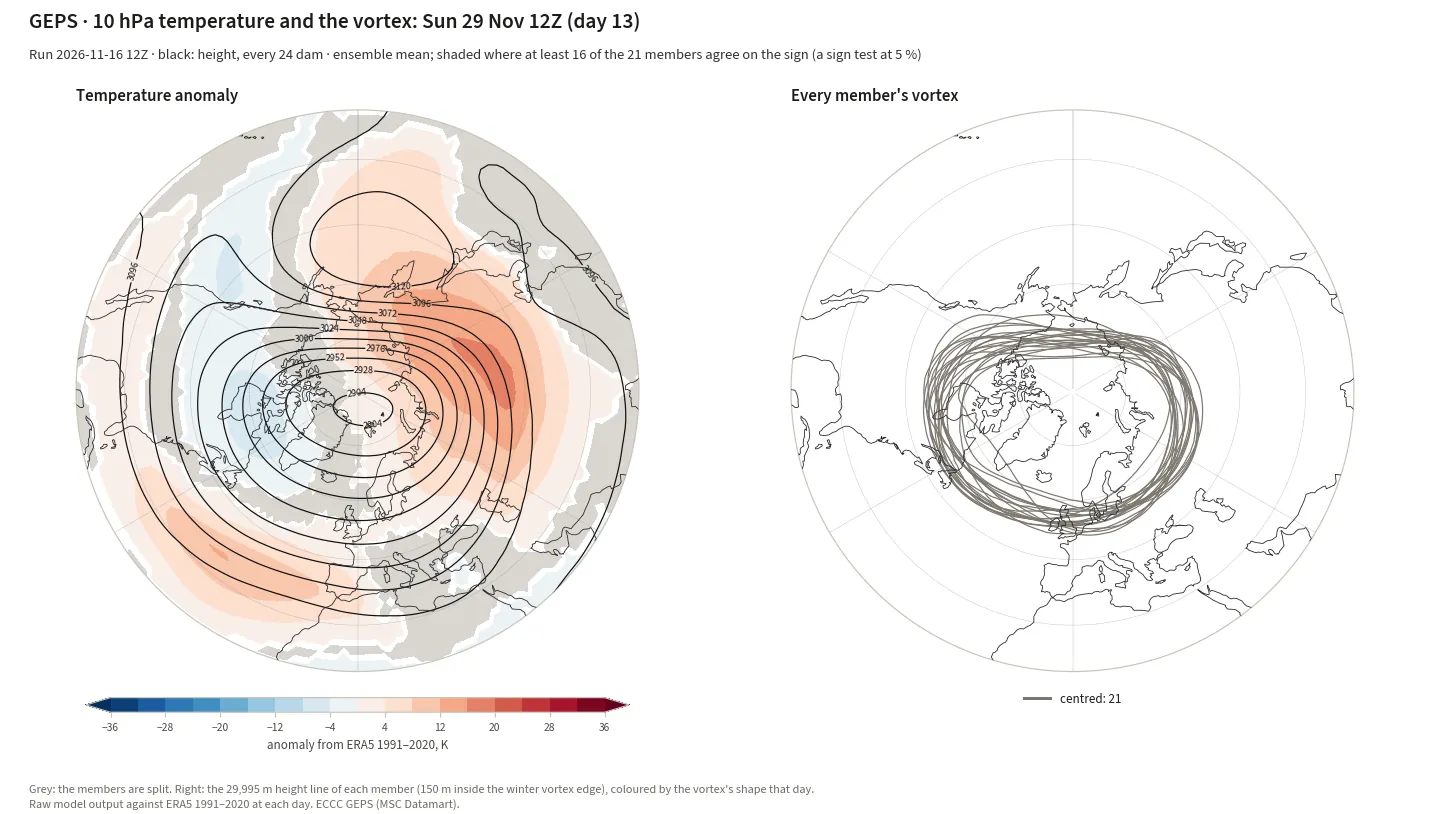 GEPS · 10 hPa temperature and the vortex: Sun 29 Nov 12Z (day 13)
Run 2026-11-16 12Z · black: height, every 24 dam · ensemble mean; shaded where at least 16 of the 21 members agree on the sign (a sign test at 5 %)
Temperature anomaly
Every member's vortex
3096
3096
3120
3096
3072
3048
3024
3000
2976
2952
2928
2904
2904
centred: 21
−36 −28 −20 −12 −4 4 12 20 28 36
anomaly from ERA5 1991–2020, K
Grey: the members are split. Right: the 29,995 m height line of each member (150 m inside the winter vortex edge), coloured by the vortex's shape that day.
Raw model output against ERA5 1991–2020 at each day. ECCC GEPS (MSC Datamart).